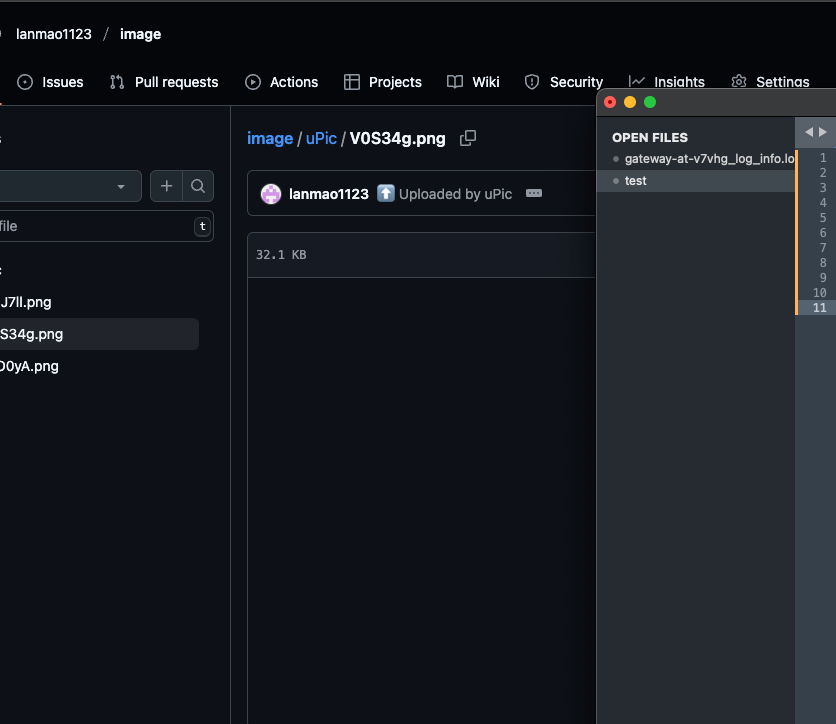 lanmao1123 / image
Issues Pull requests Actions Projects Wiki Security Insights Settings
image / uPic / V0S34g.png
lanmao1123 Uploaded by uPic
file t
32.1 KB
J7lI.png
S34g.png
D0yA.png
OPEN FILES
gateway-at-v7vhg_log_info.lo
test
1
2
3
4
5
6
7
8
9
10
11